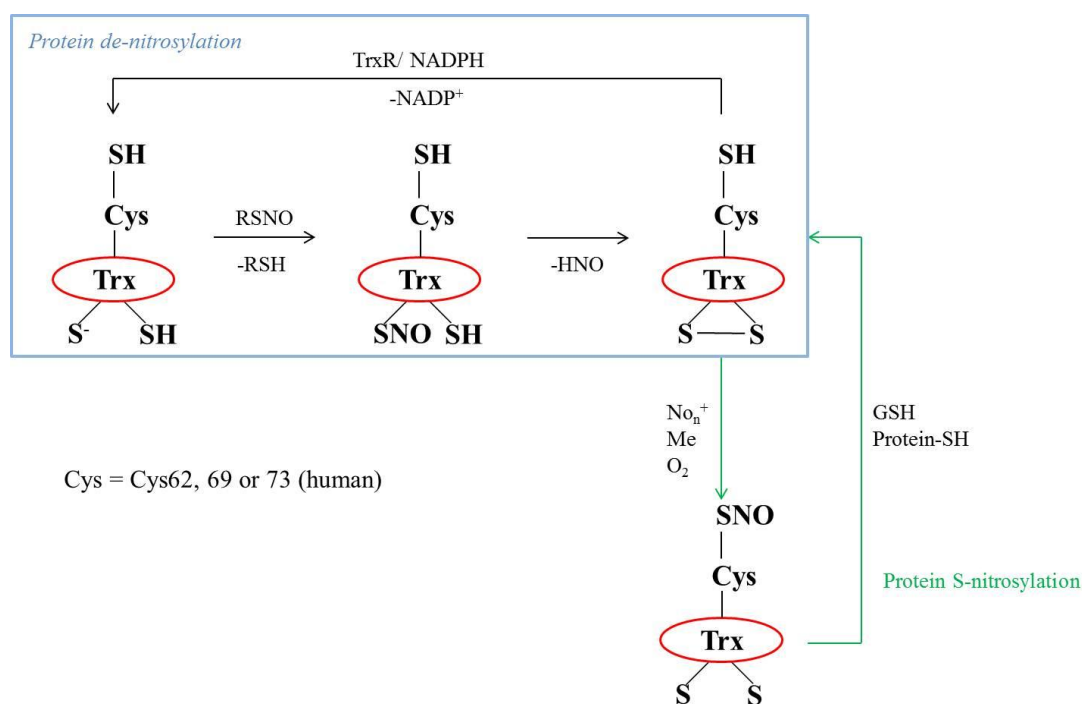 Protein de-nitrosylation
TrxR/ NADPH
-NADP⁺
SH SH SH
Cys RSNO Cys Cys
-RSH -HNO
Trx Trx Trx
S⁻ SH SNO SH S S
Noₙ⁺
Me
O₂
GSH
Protein-SH
Cys = Cys62, 69 or 73 (human)
SNO
Cys
Protein S-nitrosylation
Trx
S S